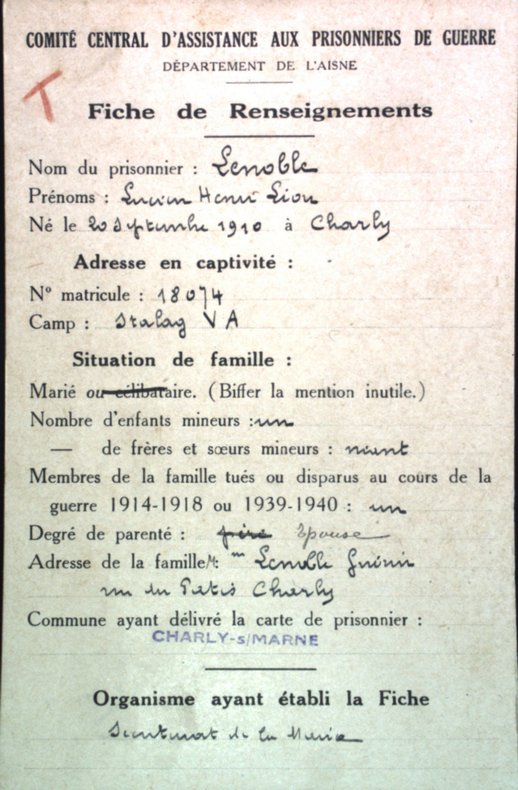 COMITÉ CENTRAL D'ASSISTANCE AUX PRISONNIERS DE GUERRE
DÉPARTEMENT DE L'AISNE
T
Fiche de Renseignements
Nom du prisonnier : Lenoble
Prénoms : Lucien Henri Léon
Né le 20 Septembre 1910 à Charly
Adresse en captivité :
N° matricule : 18074
Camp : Stalag V A
Situation de famille :
Marié ou célibataire. (Biffer la mention inutile.)
Nombre d'enfants mineurs : un
— de frères et sœurs mineurs : néant
Membres de la famille tués ou disparus au cours de la
guerre 1914-1918 ou 1939-1940 : un
Degré de parenté : père Epouse
Adresse de la famille : Mme Lenoble
rue du Patis Charly
Commune ayant délivré la carte de prisonnier :
CHARLY-s/MARNE
Organisme ayant établi la Fiche
Secrétariat de la Mairie